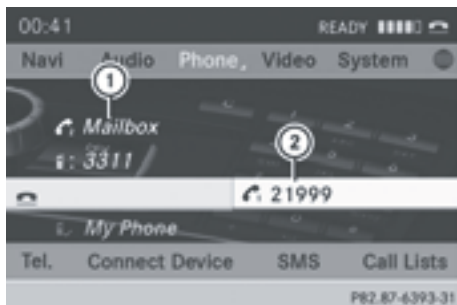 00:41 READY
Navi Audio Phone Video System
1
Mailbox
2
3311
21999
My Phone
Tel. Connect Device SMS Call Lists
P82.87-6393-31